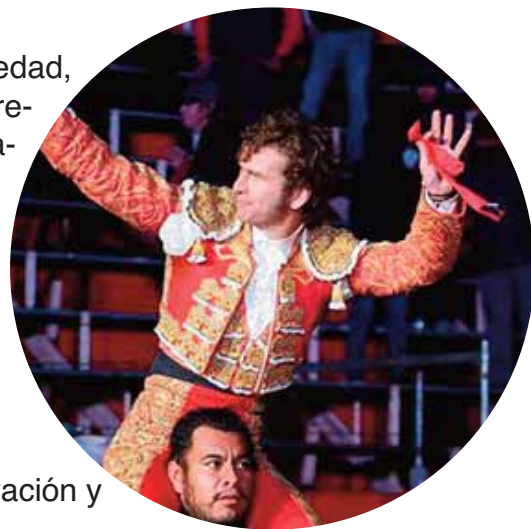 edad,
re-
a-
ación y